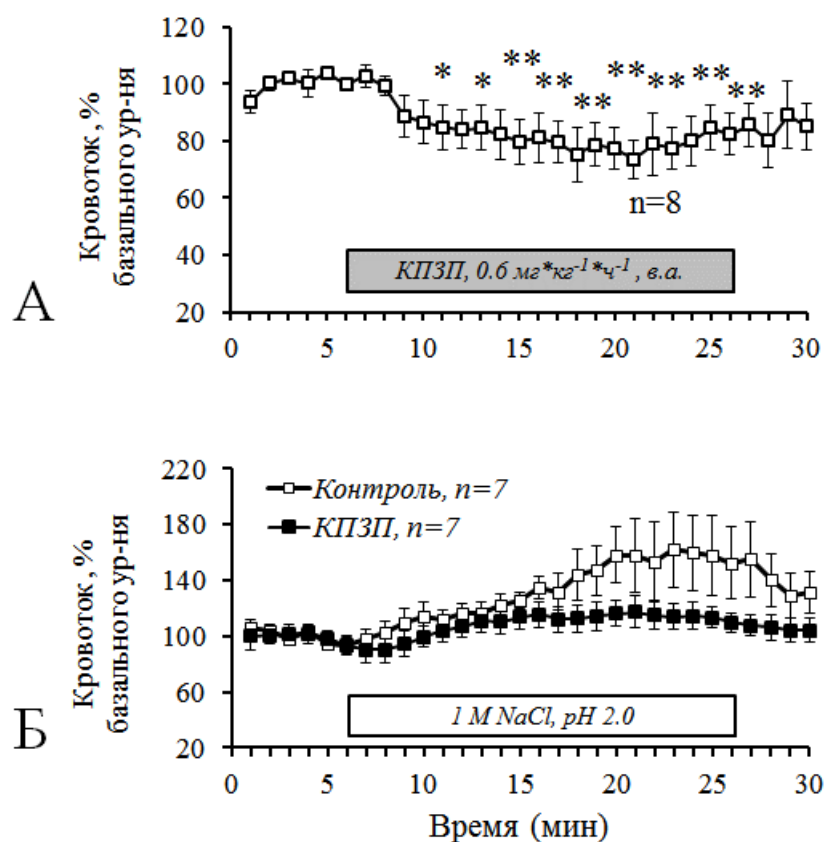 А
Кровоток, %
базального ур-ня
120
100
80
60
40
20
* * ** ** ** ** ** ** **
n=8
КПЗП, 0.6 мг*кг⁻¹*ч⁻¹, в.а.
0 5 10 15 20 25 30
Б
Кровоток, %
базального ур-ня
220
180
140
100
60
20
Контроль, n=7
КПЗП, n=7
1 М NaCl, pH 2.0
0 5 10 15 20 25 30
Время (мин)